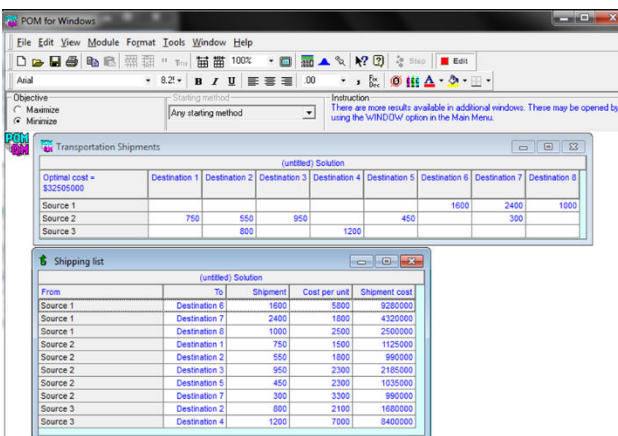 POM for Windows
File Edit View Module Format Tools Window Help
100% Step Edit
Arial 8.2! B I U .00 , Fix Dec
Objective
Maximize
Minimize
Starting method
Any starting method
Instruction
There are more results available in additional windows. These may be opened by
using the WINDOW option in the Main Menu.
POM
QM
Transportation Shipments
(untitled) Solution
Optimal cost = $32505000 Destination 1 Destination 2 Destination 3 Destination 4 Destination 5 Destination 6 Destination 7 Destination 8
Source 1 1600 2400 1000
Source 2 750 550 950 450 300
Source 3 800 1200
Shipping list
(untitled) Solution
From To Shipment Cost per unit Shipment cost
Source 1 Destination 6 1600 5800 9280000
Source 1 Destination 7 2400 1800 4320000
Source 1 Destination 8 1000 2500 2500000
Source 2 Destination 1 750 1500 1125000
Source 2 Destination 2 550 1800 990000
Source 2 Destination 3 950 2300 2185000
Source 2 Destination 5 450 2300 1035000
Source 2 Destination 7 300 3300 990000
Source 3 Destination 2 800 2100 1680000
Source 3 Destination 4 1200 7000 8400000